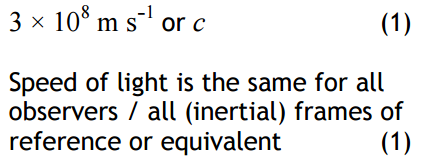 3 × 10⁸ m s⁻¹ or c (1)
Speed of light is the same for all
observers / all (inertial) frames of
reference or equivalent (1)